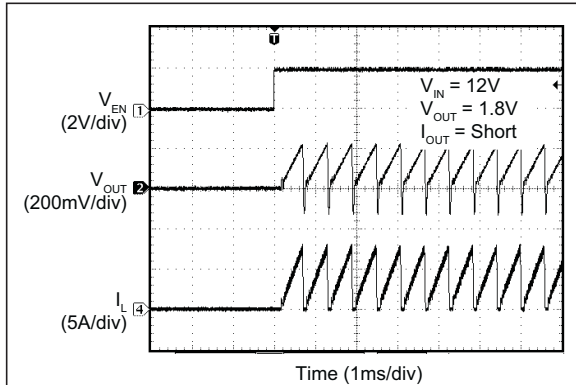 T
V_EN 1
(2V/div)
V_IN = 12V
V_OUT = 1.8V
I_OUT = Short
V_OUT 2
(200mV/div)
I_L 4
(5A/div)
Time (1ms/div)